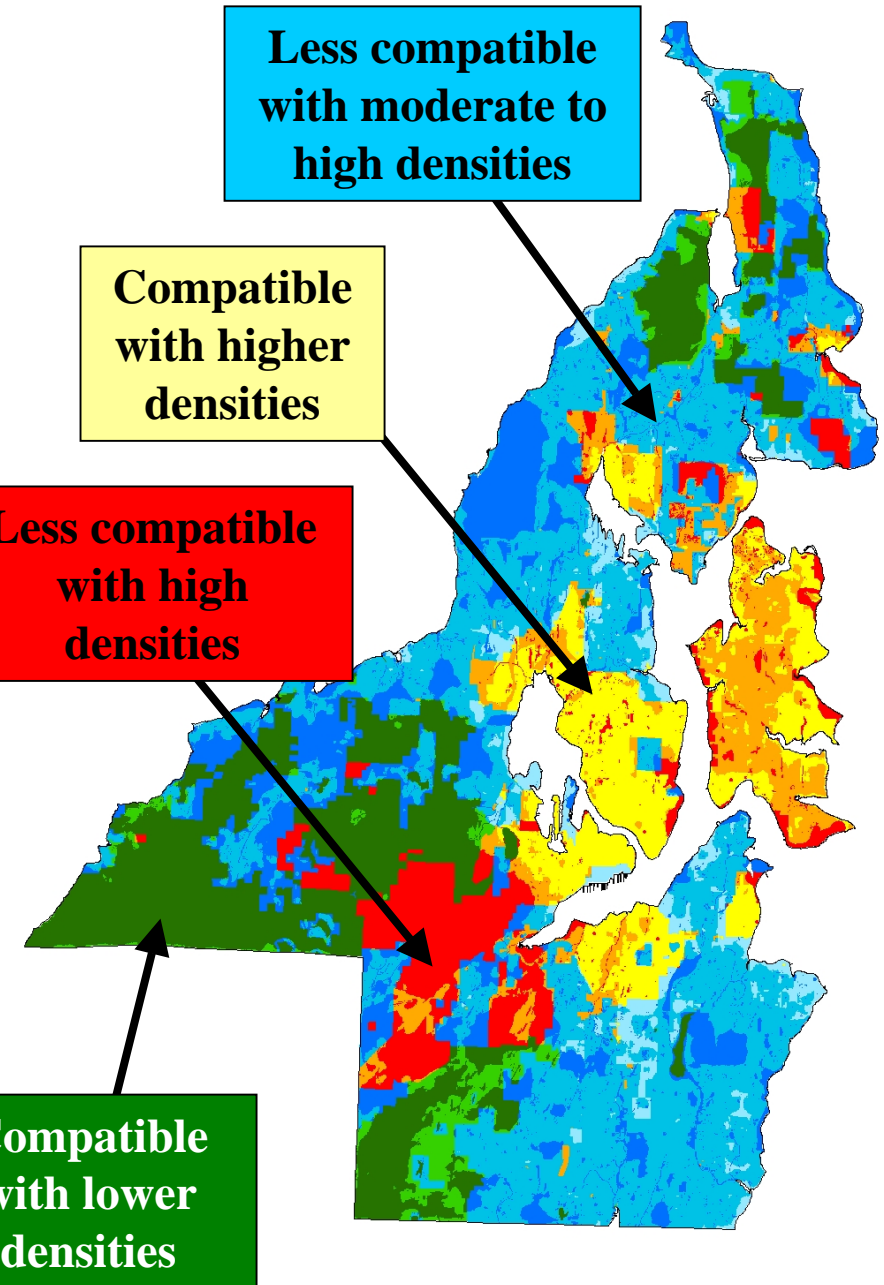 Less compatible
with moderate to
high densities
Compatible
with higher
densities
Less compatible
with high
densities
Compatible
with lower
densities